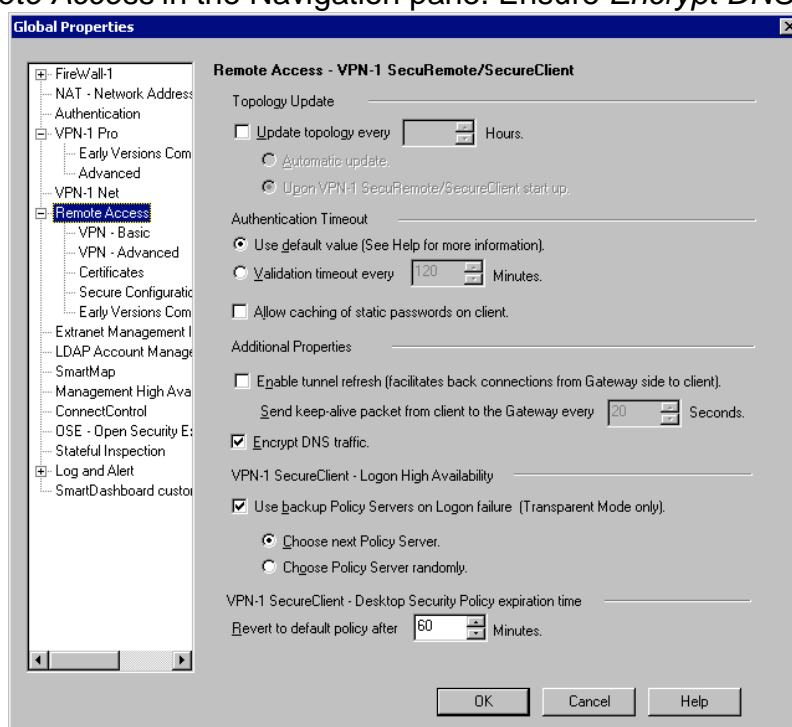 ote Access in the Navigation pane. Ensure Encrypt DNS
Global Properties
FireWall-1
NAT - Network Address
Authentication
VPN-1 Pro
Early Versions Com
Advanced
VPN-1 Net
Remote Access
VPN - Basic
VPN - Advanced
Certificates
Secure Configuratic
Early Versions Com
Extranet Management I
LDAP Account Manage
SmartMap
Management High Ava
ConnectControl
OSE - Open Security E
Stateful Inspection
Log and Alert
SmartDashboard custor
Remote Access - VPN-1 SecuRemote/SecureClient
Topology Update
Update topology every Hours.
Automatic update.
Upon VPN-1 SecuRemote/SecureClient start up.
Authentication Timeout
Use default value (See Help for more information).
Validation timeout every 120 Minutes.
Allow caching of static passwords on client.
Additional Properties
Enable tunnel refresh (facilitates back connections from Gateway side to client).
Send keep-alive packet from client to the Gateway every 20 Seconds.
Encrypt DNS traffic.
VPN-1 SecureClient - Logon High Availability
Use backup Policy Servers on Logon failure (Transparent Mode only).
Choose next Policy Server.
Choose Policy Server randomly.
VPN-1 SecureClient - Desktop Security Policy expiration time
Revert to default policy after 60 Minutes.
OK Cancel Help